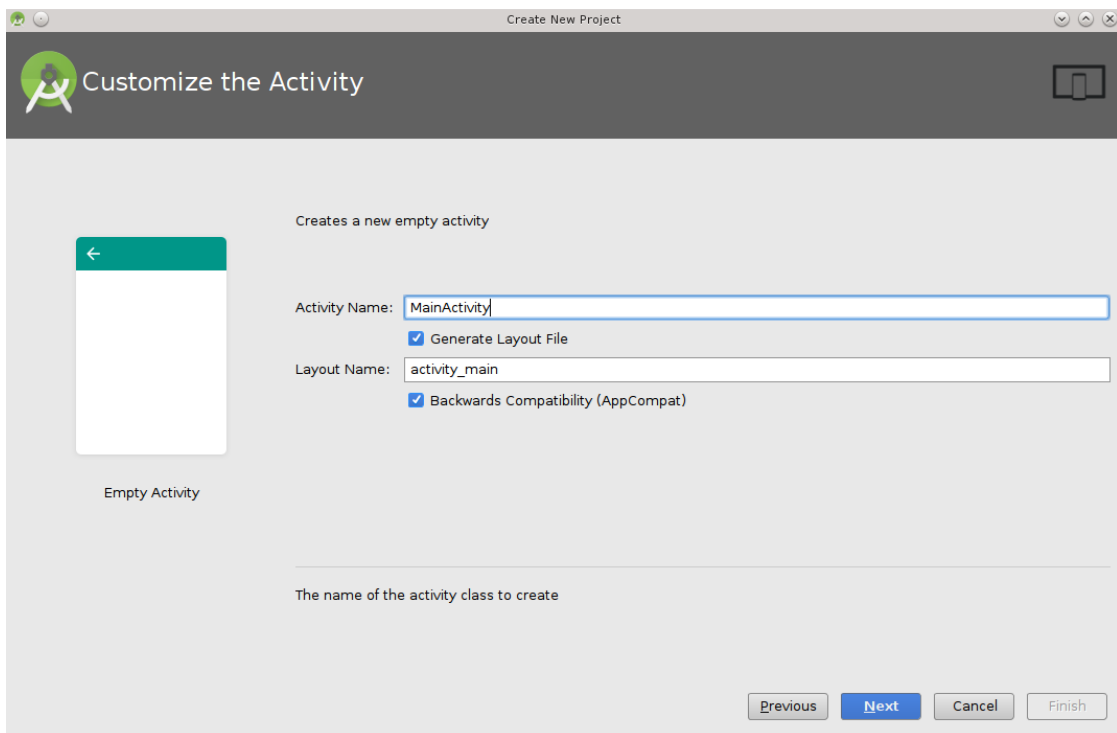 Create New Project
Customize the Activity
Creates a new empty activity
Activity Name: MainActivity
Generate Layout File
Layout Name: activity_main
Backwards Compatibility (AppCompat)
Empty Activity
The name of the activity class to create
Previous Next Cancel Finish